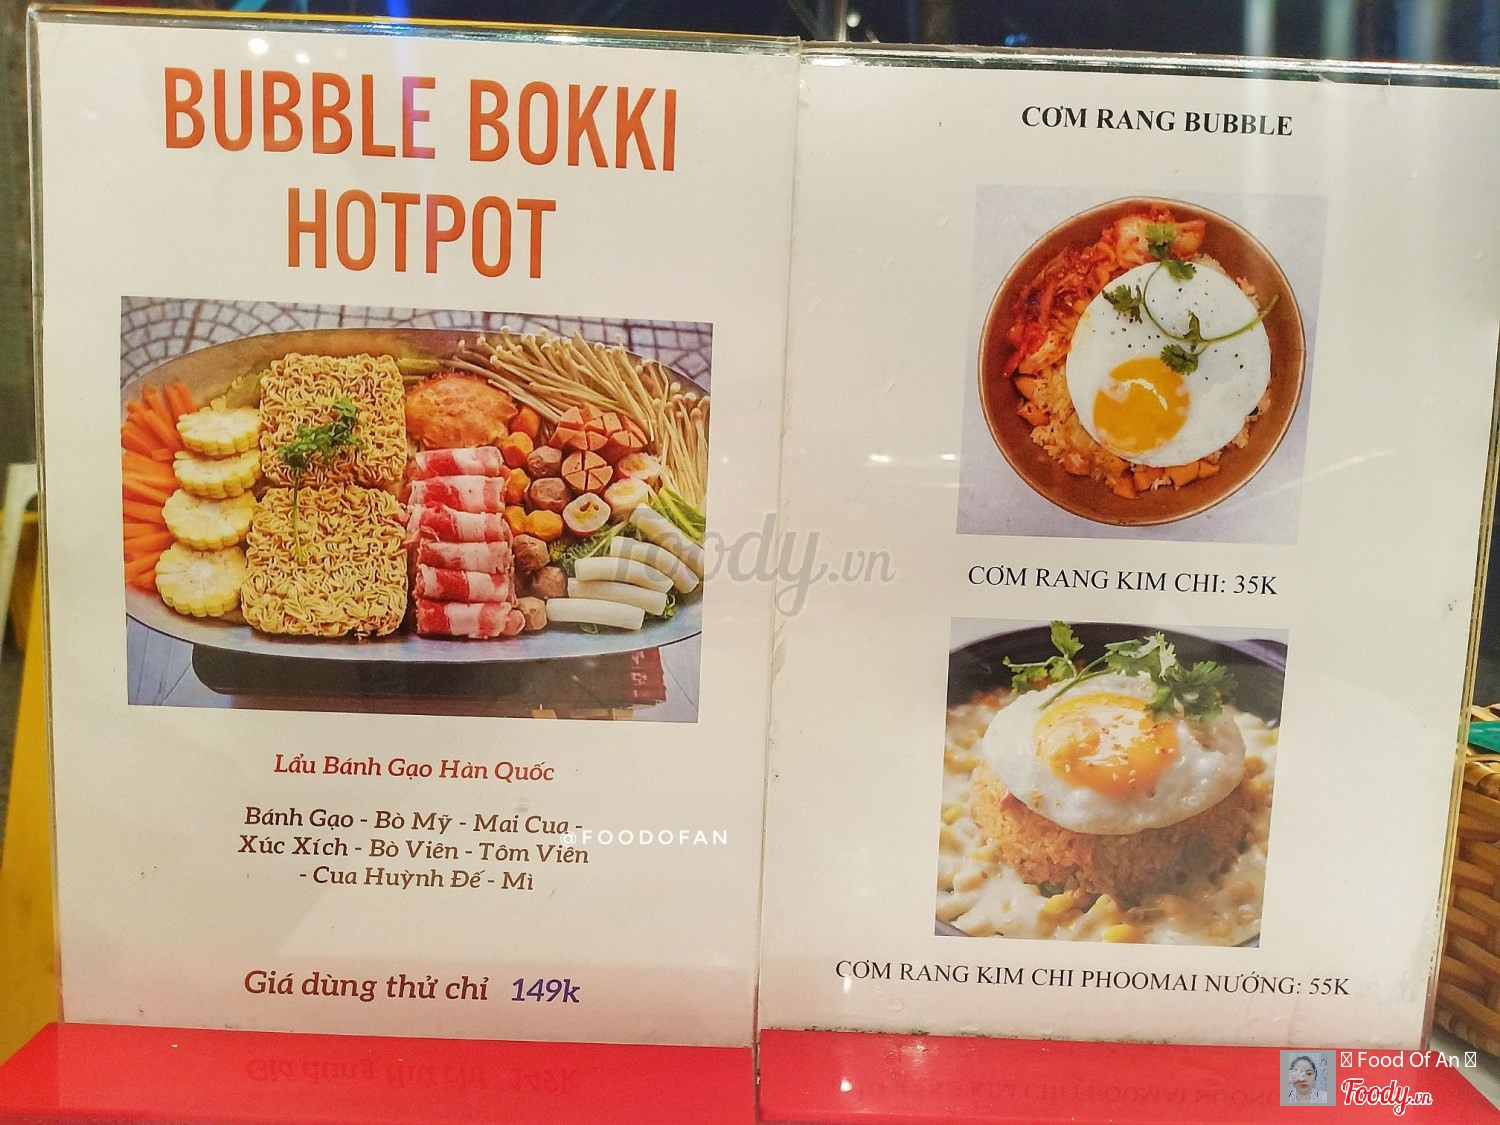 BUBBLE BOKKI
HOTPOT
Lẩu Bánh Gạo Hàn Quốc
Bánh Gạo - Bò Mỹ - Mai Cua -
Xúc Xích - Bò Viên - Tôm Viên
- Cua Huỳnh Đế - Mì
Giá dùng thử chỉ 149k
@FOODOFAN
Foody.vn
CƠM RANG BUBBLE
CƠM RANG KIM CHI: 35K
CƠM RANG KIM CHI PHOOMAI NƯỚNG: 55K
Food Of An
Foody.vn